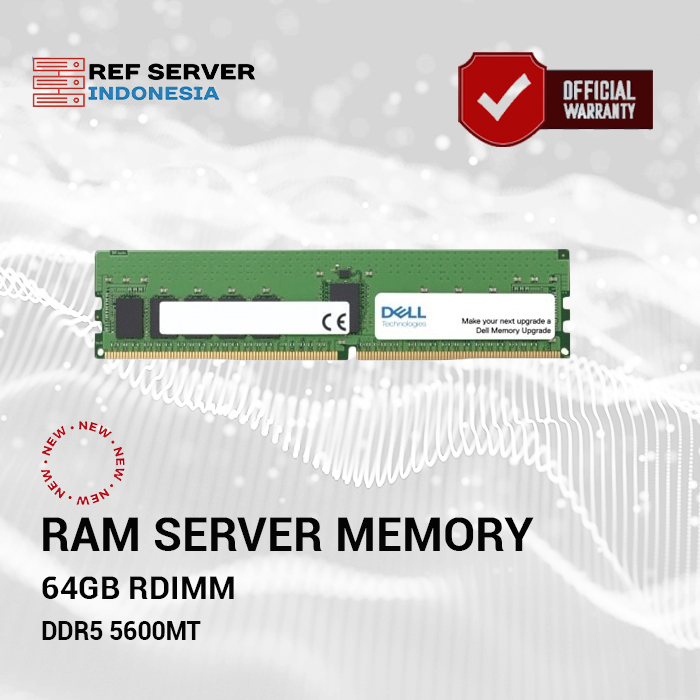 REF SERVER
INDONESIA
OFFICIAL
WARRANTY
CE
DELL
Technologies
Make your next upgrade a
Dell Memory Upgrade
NEW • NEW • NEW • NEW • NEW • NEW •
RAM SERVER MEMORY
64GB RDIMM
DDR5 5600MT